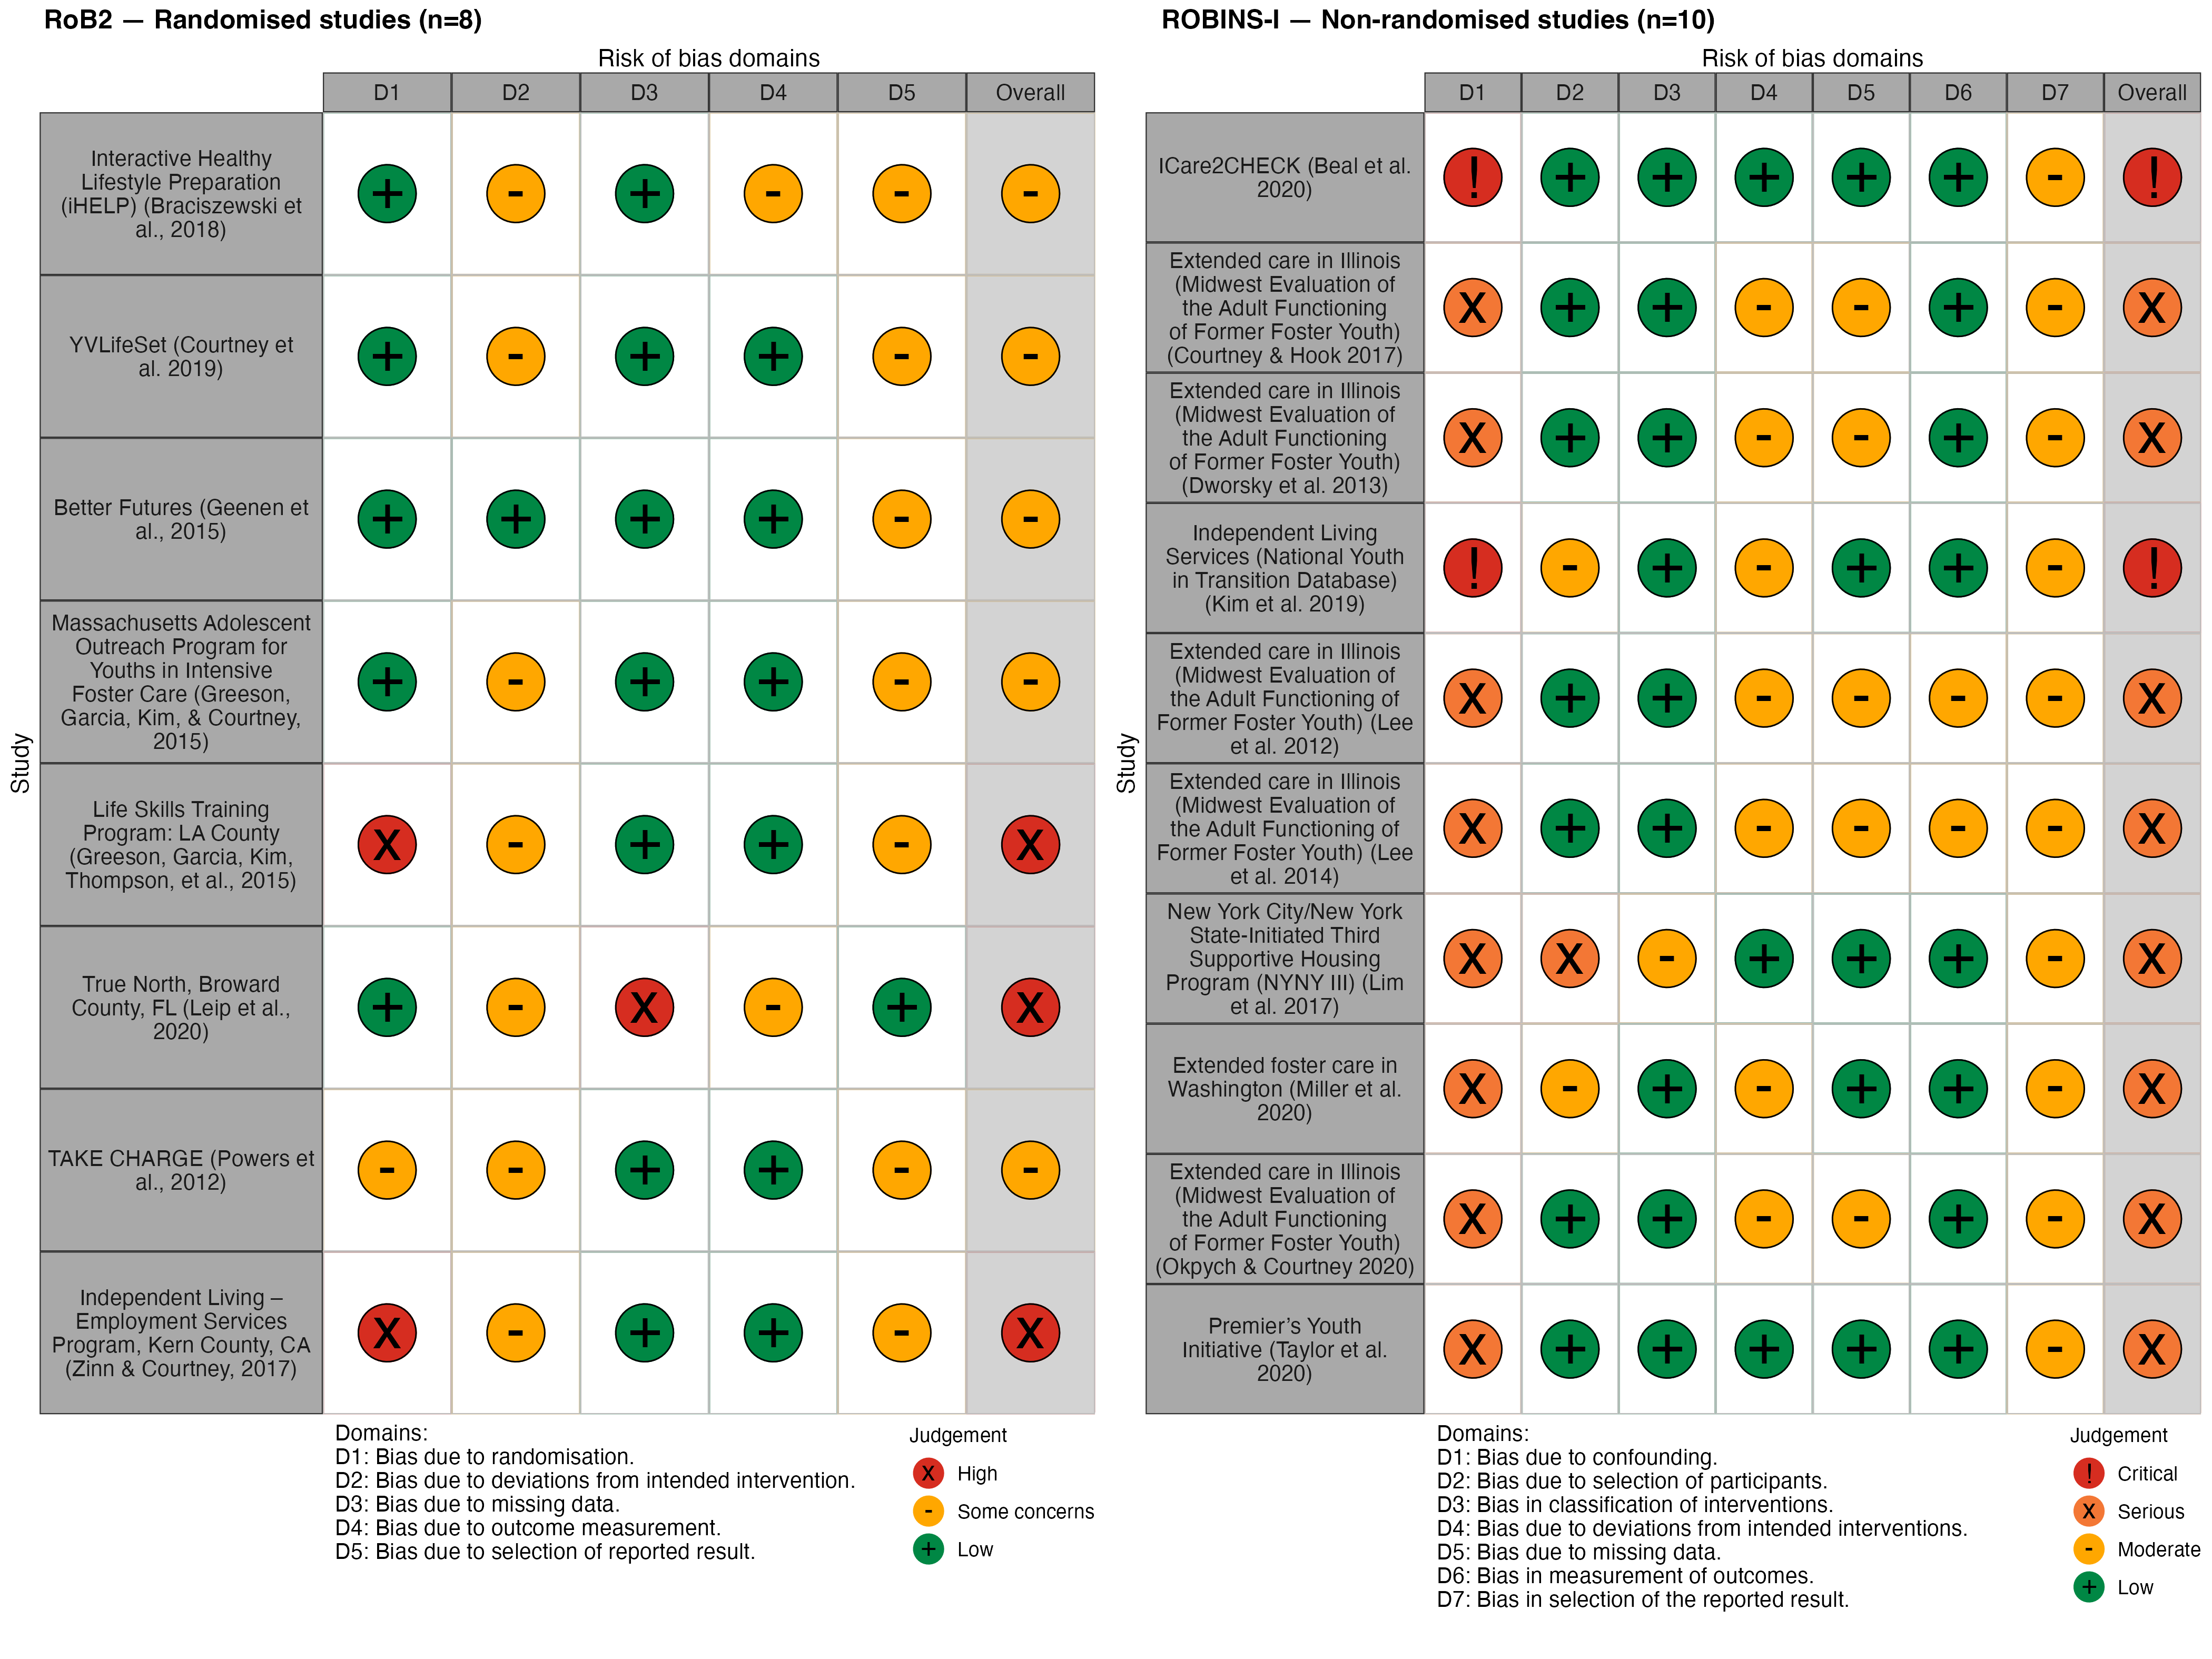 RoB2 — Randomised studies (n=8)
Risk of bias domains
D1 D2 D3 D4 D5 Overall
Study
Interactive Healthy
Lifestyle Preparation
(iHELP) (Braciszewski et
al., 2018)
+ - + - - -
YVLifeSet (Courtney et
al. 2019)
+ - + + - -
Better Futures (Geenen et
al., 2015)
+ + + + - -
Massachusetts Adolescent
Outreach Program for
Youths in Intensive
Foster Care (Greeson,
Garcia, Kim, & Courtney,
2015)
+ - + + - -
Life Skills Training
Program: LA County
(Greeson, Garcia, Kim,
Thompson, et al., 2015)
X - + + - X
True North, Broward
County, FL (Leip et al.,
2020)
+ - X - + X
TAKE CHARGE (Powers et
al., 2012)
- - + + - -
Independent Living –
Employment Services
Program, Kern County, CA
(Zinn & Courtney, 2017)
X - + + - X
Domains:
D1: Bias due to randomisation.
D2: Bias due to deviations from intended intervention.
D3: Bias due to missing data.
D4: Bias due to outcome measurement.
D5: Bias due to selection of reported result.
Judgement
X High
- Some concerns
+ Low
ROBINS-I — Non-randomised studies (n=10)
Risk of bias domains
D1 D2 D3 D4 D5 D6 D7 Overall
Study
ICare2CHECK (Beal et al.
2020)
! + + + + + - !
Extended care in Illinois
(Midwest Evaluation of
the Adult Functioning
of Former Foster Youth)
(Courtney & Hook 2017)
X + + - - + - X
Extended care in Illinois
(Midwest Evaluation of
the Adult Functioning
of Former Foster Youth)
(Dworsky et al. 2013)
X + + - - + - X
Independent Living
Services (National Youth
in Transition Database)
(Kim et al. 2019)
! - + - + + - !
Extended care in Illinois
(Midwest Evaluation of
the Adult Functioning of
Former Foster Youth) (Lee
et al. 2012)
X + + - - - - X
Extended care in Illinois
(Midwest Evaluation of
the Adult Functioning of
Former Foster Youth) (Lee
et al. 2014)
X + + - - - - X
New York City/New York
State-Initiated Third
Supportive Housing
Program (NYNY III) (Lim
et al. 2017)
X X - + + + - X
Extended foster care in
Washington (Miller et al.
2020)
X - + - + + - X
Extended care in Illinois
(Midwest Evaluation of
the Adult Functioning
of Former Foster Youth)
(Okpych & Courtney 2020)
X + + - - + - X
Premier’s Youth
Initiative (Taylor et al.
2020)
X + + + + + - X
Domains:
D1: Bias due to confounding.
D2: Bias due to selection of participants.
D3: Bias in classification of interventions.
D4: Bias due to deviations from intended interventions.
D5: Bias due to missing data.
D6: Bias in measurement of outcomes.
D7: Bias in selection of the reported result.
Judgement
! Critical
X Serious
- Moderate
+ Low